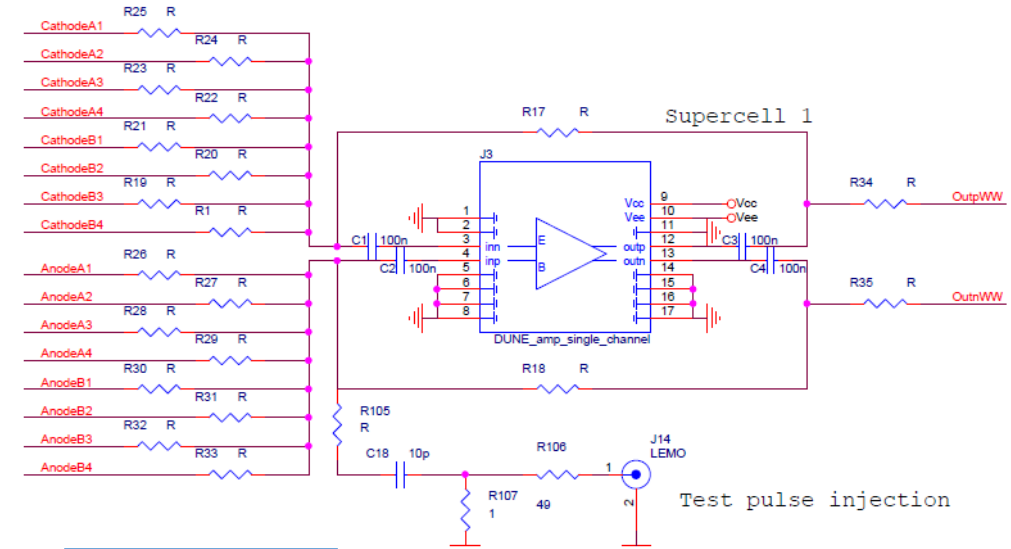 R25 R
CathodeA1
R24 R
CathodeA2
R23 R
CathodeA3
R22 R
CathodeA4
R21 R
CathodeB1
R20 R
CathodeB2
R19 R
CathodeB3
R1 R
CathodeB4
R26 R
AnodeA1
R27 R
AnodeA2
R28 R
AnodeA3
R29 R
AnodeA4
R30 R
AnodeB1
R31 R
AnodeB2
R32 R
AnodeB3
R33 R
AnodeB4
R17 R
Supercell 1
J3
1
2
3 inn
4 inp
5
6
7
8
E
B
Vcc 9 Vcc
Vee 10 Vee
11
outp 12
outn 13
14
15
16
17
DUNE_amp_single_channel
C1 100n
C2 100n
C3 100n
C4 100n
R34 R
OutpWW
R35 R
OutnWW
R18 R
R105
R
C18 10p
R106
49
R107
1
J14
LEMO
1
2
Test pulse injection